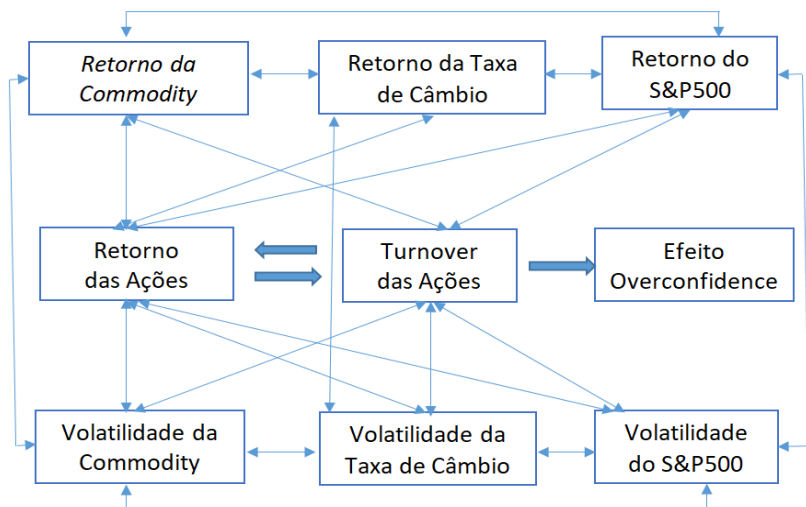 Retorno da
Commodity
Retorno da Taxa
de Câmbio
Retorno do
S&P500
Retorno
das Ações
Turnover
das Ações
Efeito
Overconfidence
Volatilidade da
Commodity
Volatilidade da
Taxa de Câmbio
Volatilidade
do S&P500